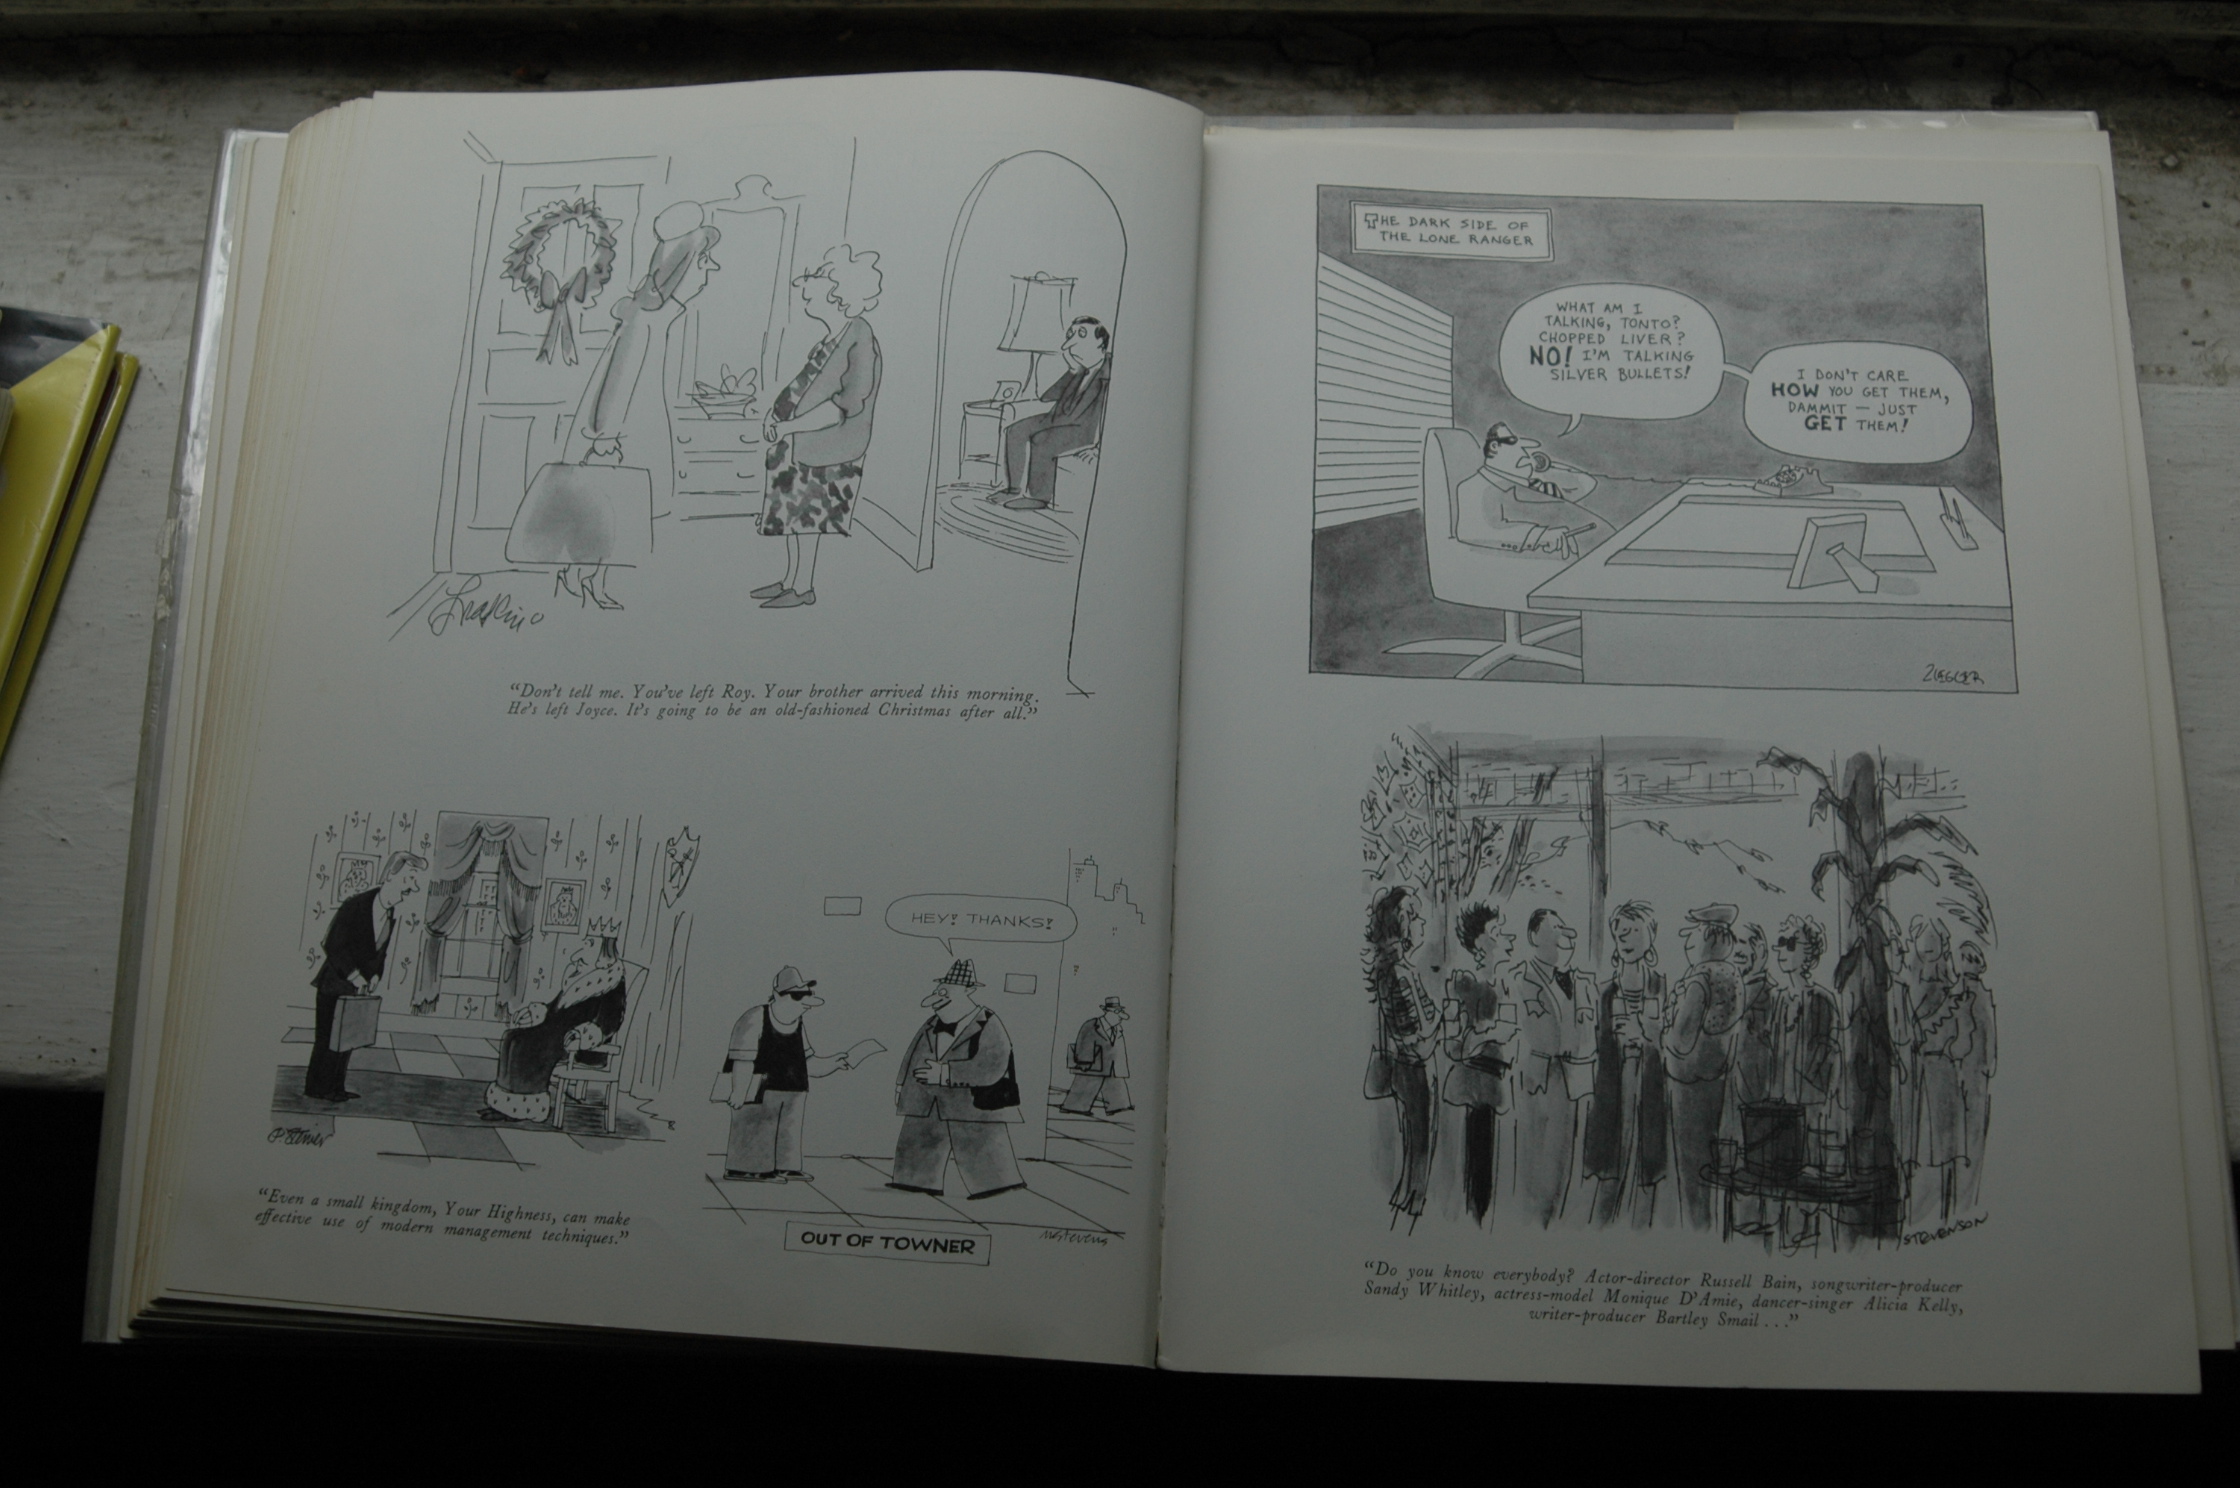 "Don't tell me. You've left Roy. Your brother arrived this morning.
He's left Joyce. It's going to be an old-fashioned Christmas after all."
"Even a small kingdom, Your Highness, can make
effective use of modern management techniques."
HEY! THANKS!
OUT OF TOWNER
MStevens
THE DARK SIDE OF
THE LONE RANGER
WHAT AM I
TALKING, TONTO?
CHOPPED LIVER?
NO! I'M TALKING
SILVER BULLETS!
I DON'T CARE
HOW YOU GET THEM,
DAMMIT — JUST
GET THEM!
ZIEGLER
STEVENSON
"Do you know everybody? Actor-director Russell Bain, songwriter-producer
Sandy Whitley, actress-model Monique D'Amie, dancer-singer Alicia Kelly,
writer-producer Bartley Smail . . ."